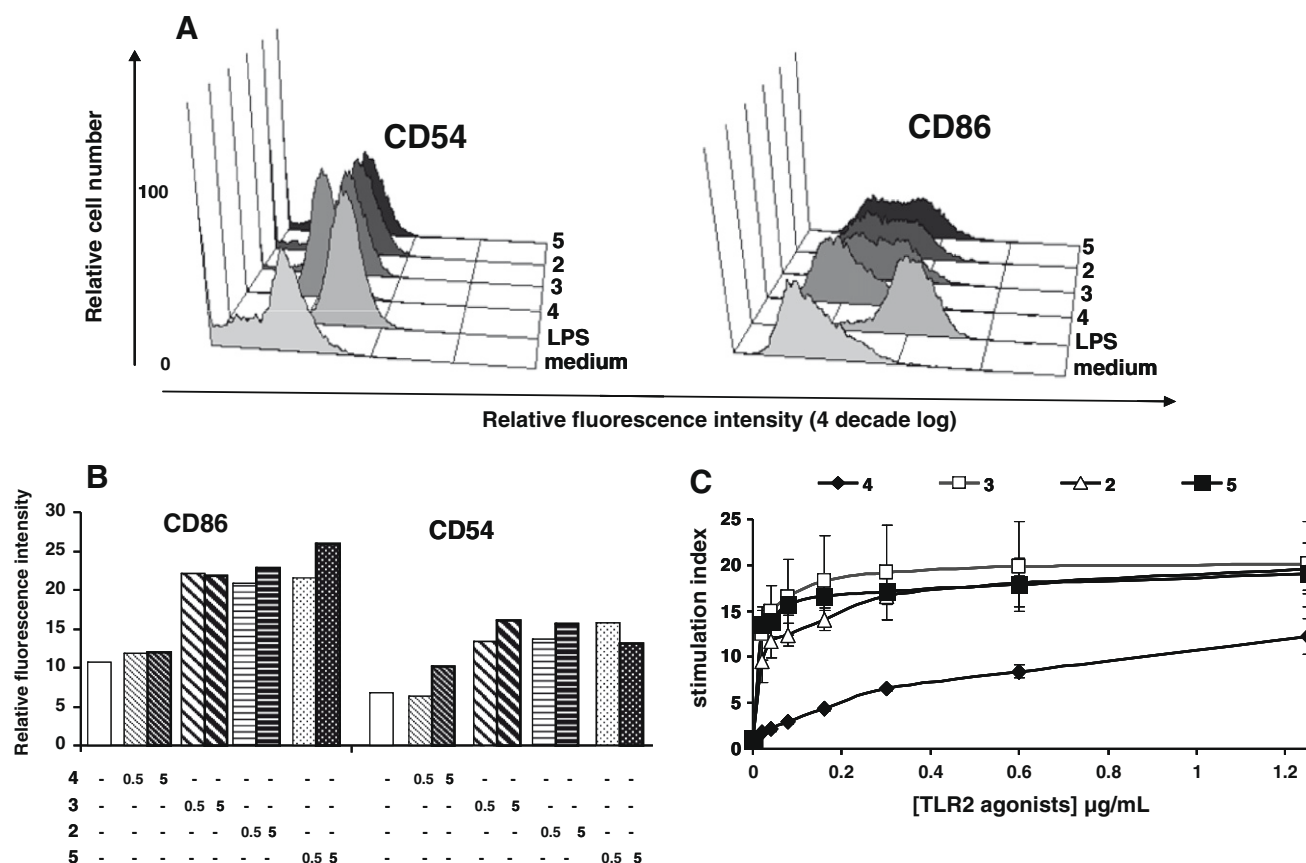 A
Relative cell number
100
0
CD54
5
2
3
4
LPS
medium
CD86
5
2
3
4
LPS
medium
Relative fluorescence intensity (4 decade log)
B
Relative fluorescence intensity
30
25
20
15
10
5
0
CD86
CD54
4 - 0.5 5 - - - - - - - 0.5 5 - - - - - -
3 - - - 0.5 5 - - - - - - - 0.5 5 - - - -
2 - - - - - 0.5 5 - - - - - - - 0.5 5 - -
5 - - - - - - - 0.5 5 - - - - - - - 0.5 5
C
4 3 2 5
stimulation index
25
20
15
10
5
0
0 0.2 0.4 0.6 0.8 1 1.2
[TLR2 agonists] µg/mL